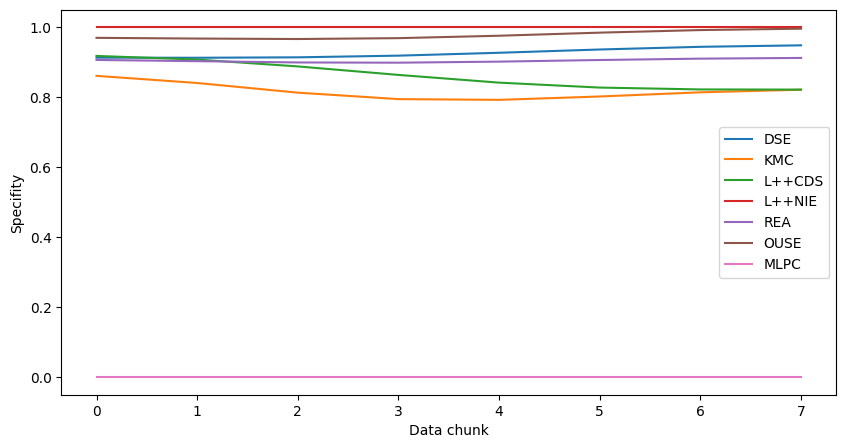 1.0
0.8
0.6
0.4
0.2
0.0
Specifity
0 1 2 3 4 5 6 7
Data chunk
DSE
KMC
L++CDS
L++NIE
REA
OUSE
MLPC